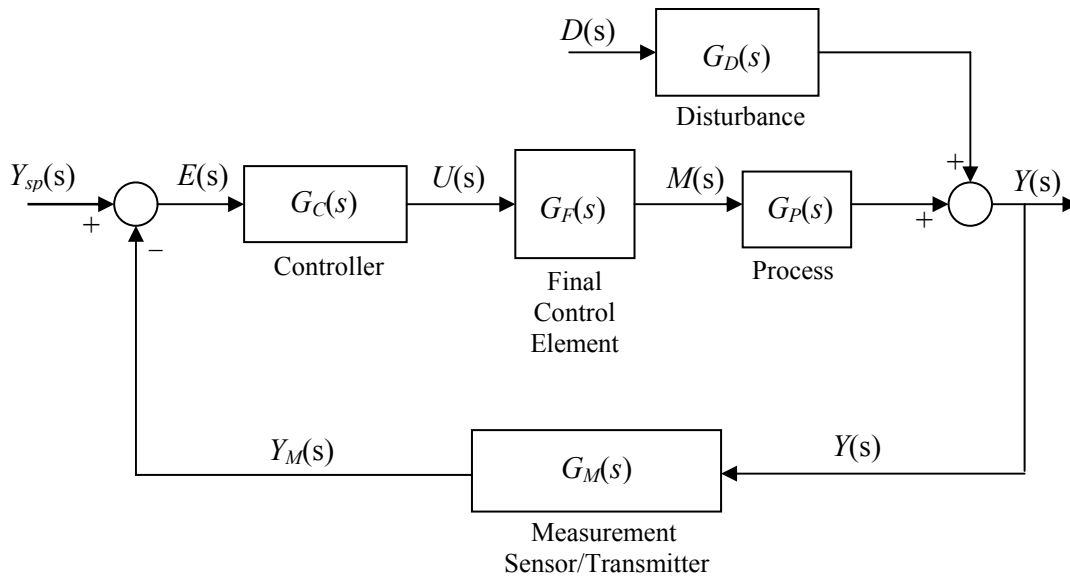 D(s)
G_D(s)
Disturbance
+
Y_sp(s)
+
−
E(s)
G_C(s)
Controller
U(s)
G_F(s)
Final
Control
Element
M(s)
G_P(s)
Process
+
Y(s)
Y_M(s)
G_M(s)
Measurement
Sensor/Transmitter
Y(s)